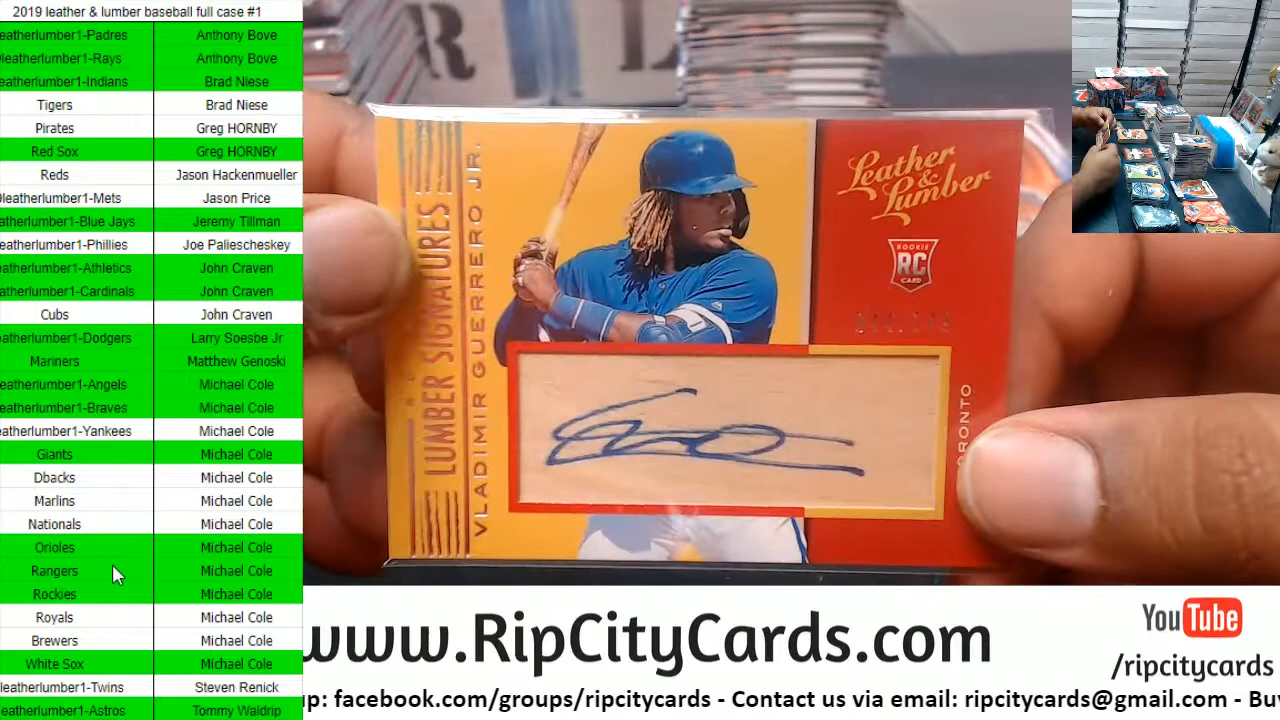 2019 leather & lumber baseball full case #1
eatherlumber1-Padres Anthony Bove
leatherlumber1-Rays Anthony Bove
eatherlumber1-Indians Brad Niese
Tigers Brad Niese
Pirates Greg HORNBY
Red Sox Greg HORNBY
Reds Jason Hackenmueller
leatherlumber1-Mets Jason Price
atherlumber1-Blue Jays Jeremy Tillman
eatherlumber1-Phillies Joe Paliescheskey
atherlumber1-Athletics John Craven
atherlumber1-Cardinals John Craven
Cubs John Craven
eatherlumber1-Dodgers Larry Soesbe Jr
Mariners Matthew Genoski
eatherlumber1-Angels Michael Cole
eatherlumber1-Braves Michael Cole
eatherlumber1-Yankees Michael Cole
Giants Michael Cole
Dbacks Michael Cole
Marlins Michael Cole
Nationals Michael Cole
Orioles Michael Cole
Rangers Michael Cole
Rockies Michael Cole
Royals Michael Cole
Brewers Michael Cole
White Sox Michael Cole
leatherlumber1-Twins Steven Renick
leatherlumber1-Astros Tommy Waldrip
LUMBER SIGNATURES
VLADIMIR GUERRERO JR.
Leather
&
Lumber
ROOKIE
RC
CARD
RONTO
www.RipCityCards.com
YouTube
/ripcitycards
up: facebook.com/groups/ripcitycards - Contact us via email: ripcitycards@gmail.com - Bu